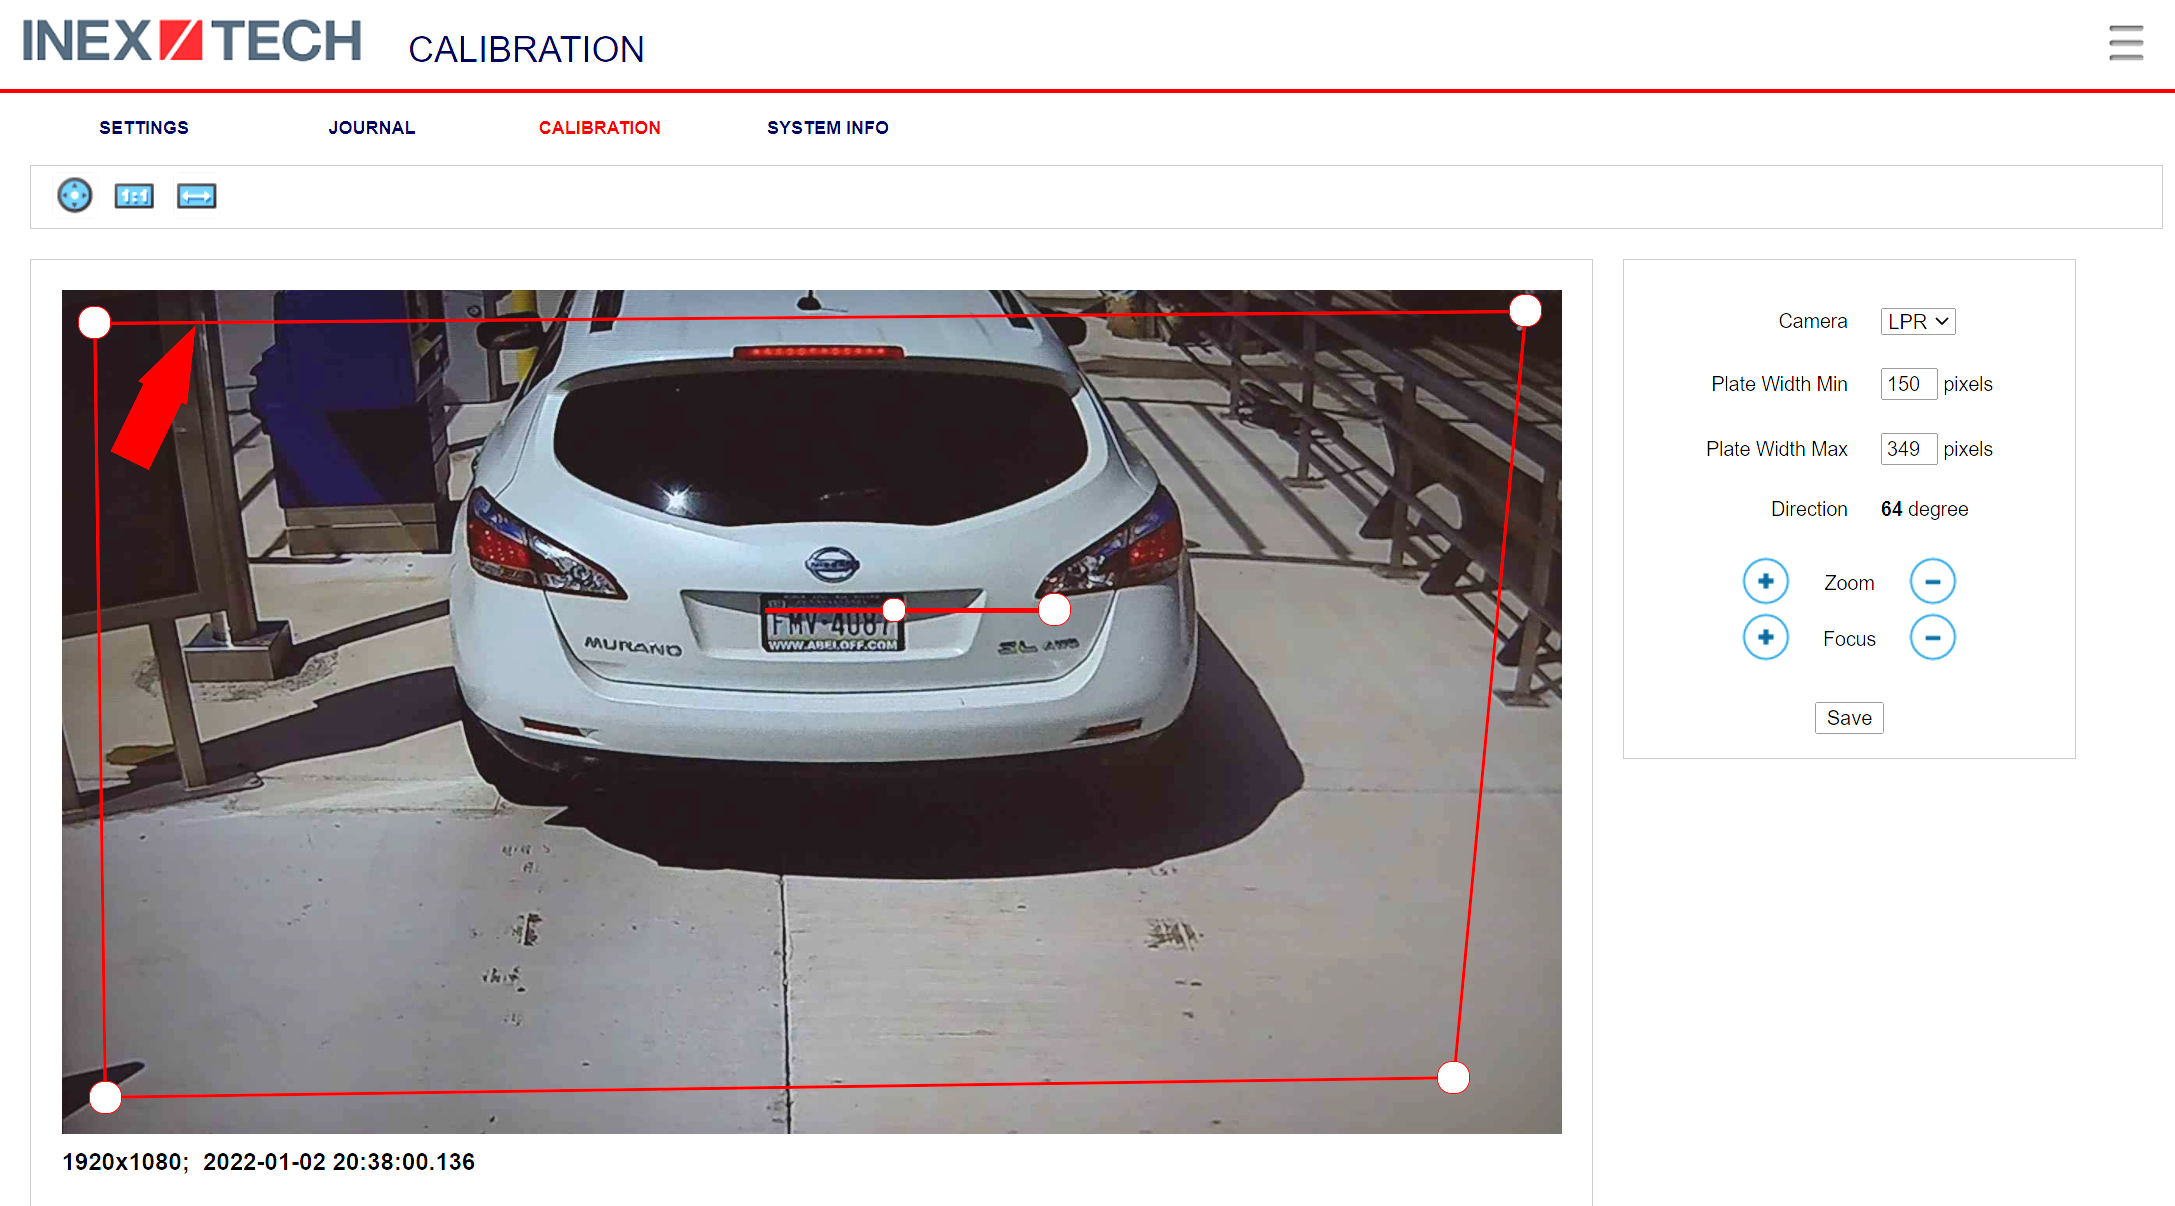 INEX TECH CALIBRATION
SETTINGS JOURNAL CALIBRATION SYSTEM INFO
1:1
Camera LPR
Plate Width Min 150 pixels
Plate Width Max 349 pixels
Direction 64 degree
Zoom
Focus
Save
NISSAN
FMV-4087
WWW.ABELOFF.COM
MURANO SL AWD
1920x1080; 2022-01-02 20:38:00.136